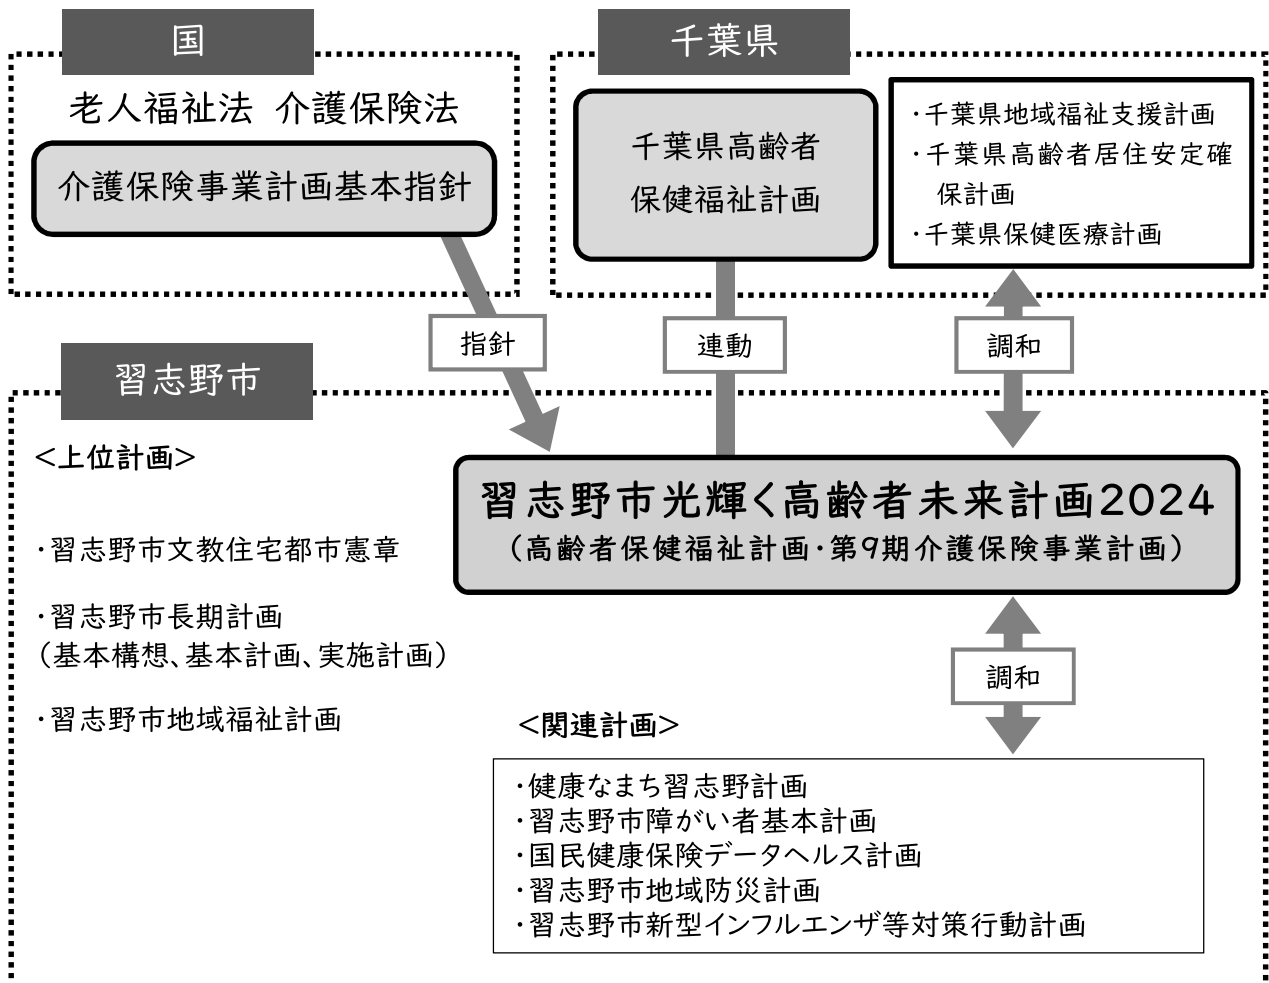 国
老人福祉法 介護保険法
介護保険事業計画基本指針
千葉県
千葉県高齢者
保健福祉計画
・千葉県地域福祉支援計画
・千葉県高齢者居住安定確
保計画
・千葉県保健医療計画
指針
連動
調和
習志野市
<上位計画>
・習志野市文教住宅都市憲章
・習志野市長期計画
（基本構想、基本計画、実施計画）
・習志野市地域福祉計画
習志野市光輝く高齢者未来計画2024
（高齢者保健福祉計画・第9期介護保険事業計画）
調和
<関連計画>
・健康なまち習志野計画
・習志野市障がい者基本計画
・国民健康保険データヘルス計画
・習志野市地域防災計画
・習志野市新型インフルエンザ等対策行動計画